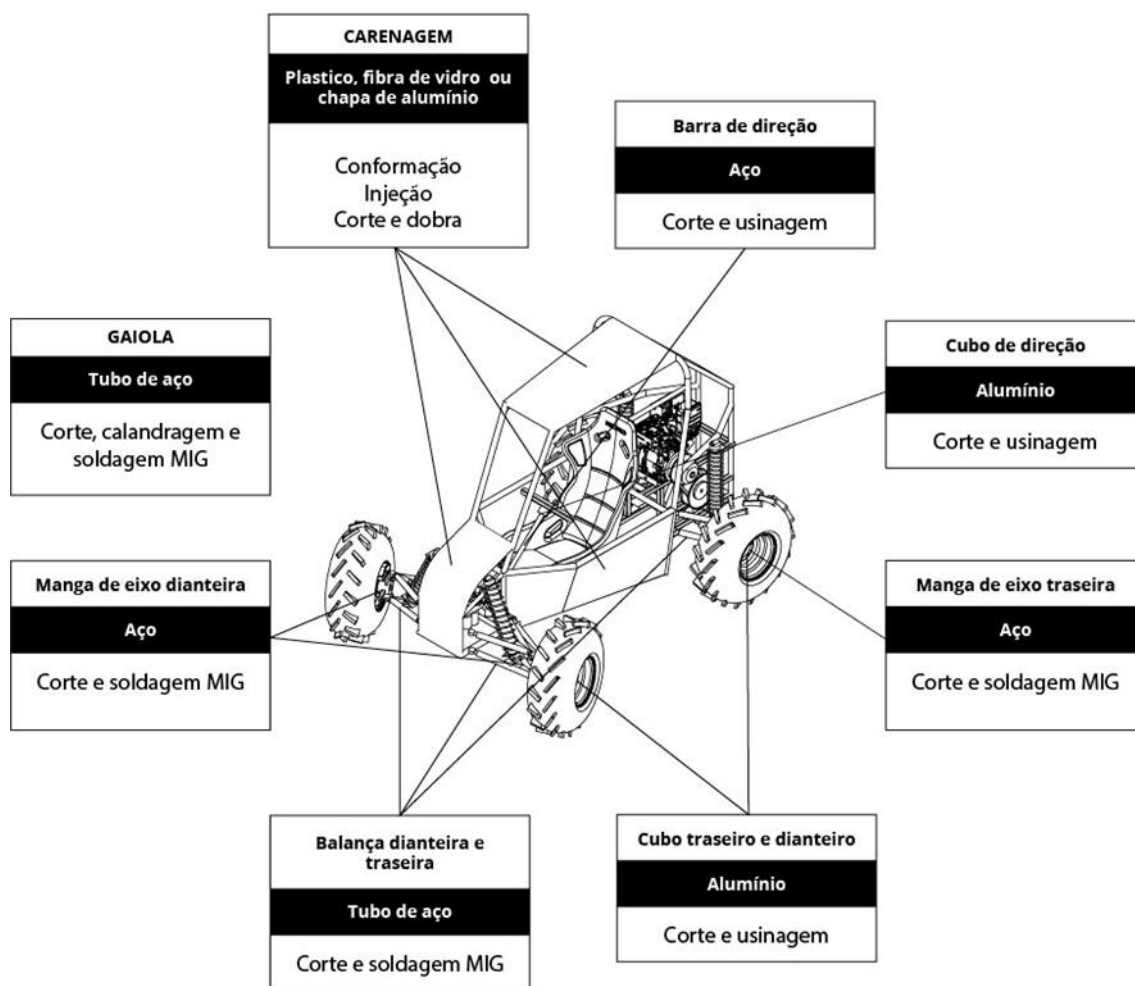 CARENAGEM
Plastico, fibra de vidro ou
chapa de alumínio
Conformação
Injeção
Corte e dobra
Barra de direção
Aço
Corte e usinagem
GAIOLA
Tubo de aço
Corte, calandragem e
soldagem MIG
Cubo de direção
Alumínio
Corte e usinagem
Manga de eixo dianteira
Aço
Corte e soldagem MIG
Manga de eixo traseira
Aço
Corte e soldagem MIG
Balança dianteira e
traseira
Tubo de aço
Corte e soldagem MIG
Cubo traseiro e dianteiro
Alumínio
Corte e usinagem